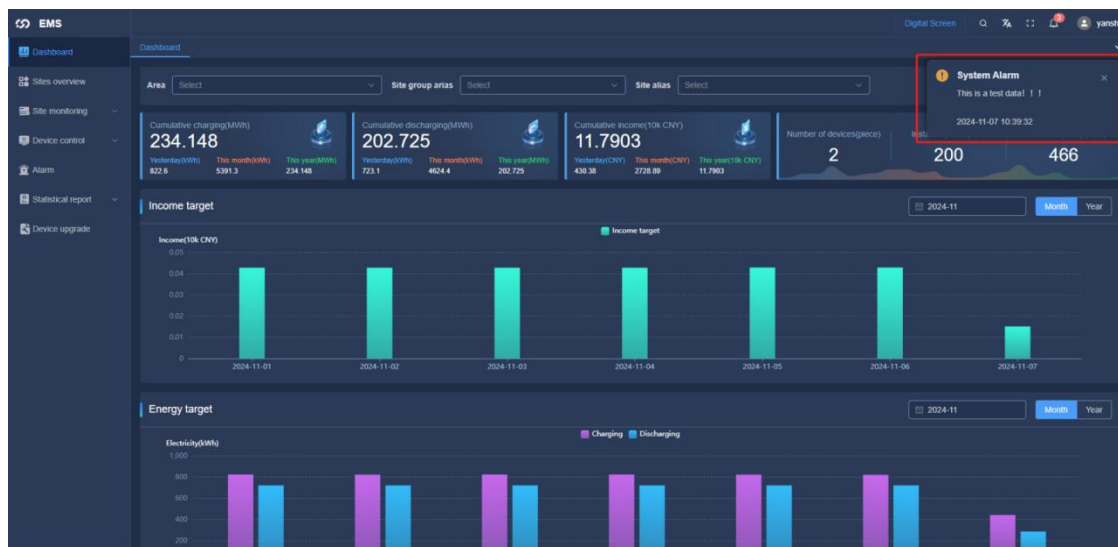 EMS
Digital Screen
3
yansh
Dashboard
Sites overview
Site monitoring
Device control
Alarm
Statistical report
Device upgrade
Dashboard
Area Select Site group arias Select Site alias Select
System Alarm
This is a test data! ! !
2024-11-07 10:39:32
Cumulative charging(MWh)
234.148
Yesterday(kWh) This month(kWh) This year(MWh)
822.6 5391.3 234.148
Cumulative discharging(MWh)
202.725
Yesterday(kWh) This month(kWh) This year(MWh)
723.1 4624.4 202.725
Cumulative income(10k CNY)
11.7903
Yesterday(CNY) This month(CNY) This year(10k CNY)
430.38 2728.89 11.7903
Number of devices(piece)
2 200 466
Income target
2024-11 Month Year
Income target
Income(10k CNY)
0.05
0.04
0.03
0.02
0.01
0
2024-11-01 2024-11-02 2024-11-03 2024-11-04 2024-11-05 2024-11-06 2024-11-07
Energy target
2024-11 Month Year
Charging Discharging
Electricity(kWh)
1,000
800
600
400
200